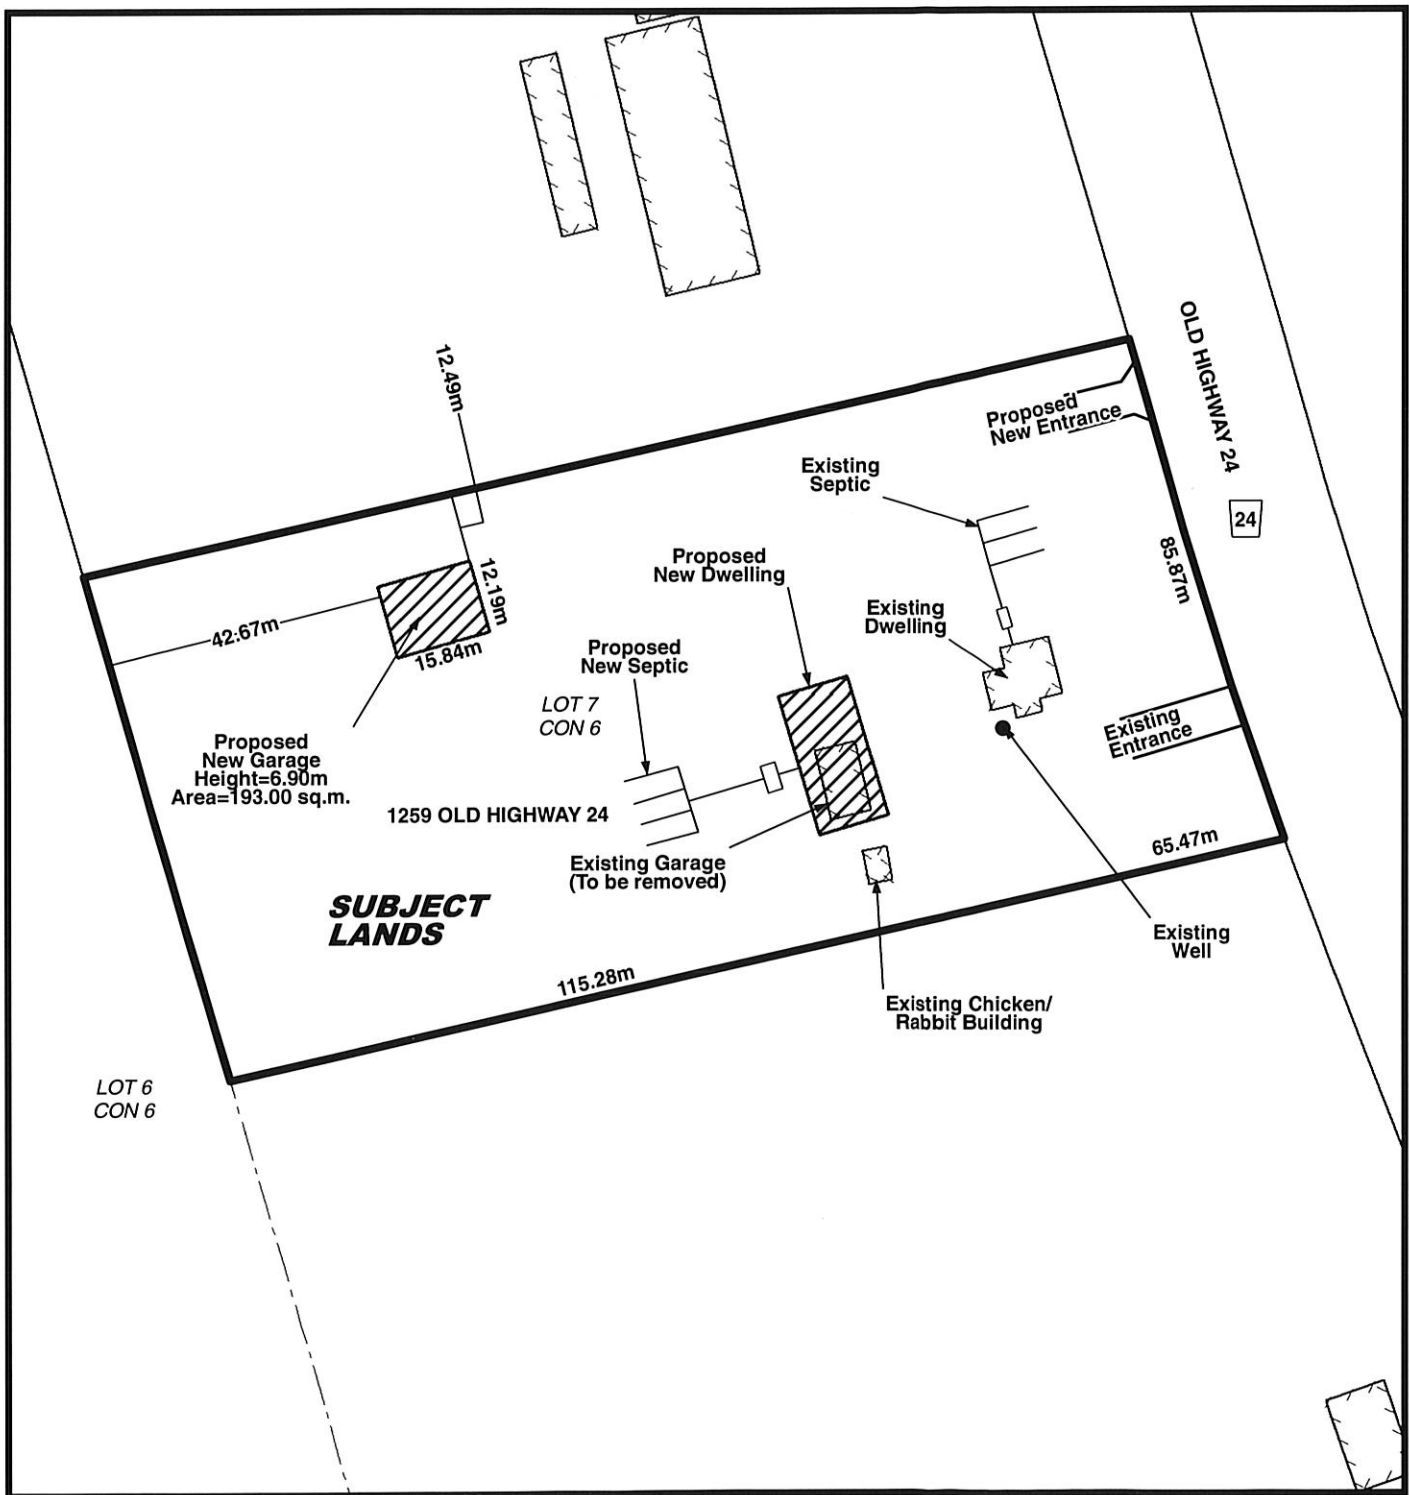 12.49m
OLD HIGHWAY 24
Proposed
New Entrance
Existing
Septic
24
85.87m
Proposed
New Dwelling
12.19m
Existing
Dwelling
42.67m
15.84m
Proposed
New Septic
LOT 7
CON 6
Existing
Entrance
Proposed
New Garage
Height=6.90m
Area=193.00 sq.m.
1259 OLD HIGHWAY 24
65.47m
Existing Garage
(To be removed)
SUBJECT
LANDS
Existing
Well
115.28m
Existing Chicken/
Rabbit Building
LOT 6
CON 6